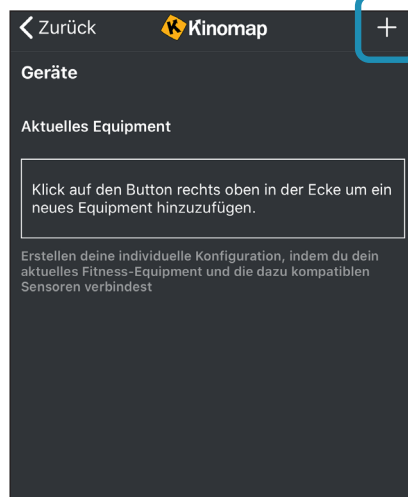 Zurück Kinomap +
Geräte
Aktuelles Equipment
Klick auf den Button rechts oben in der Ecke um ein
neues Equipment hinzuzufügen.
Erstellen deine individuelle Konfiguration, indem du dein
aktuelles Fitness-Equipment und die dazu kompatiblen
Sensoren verbindest